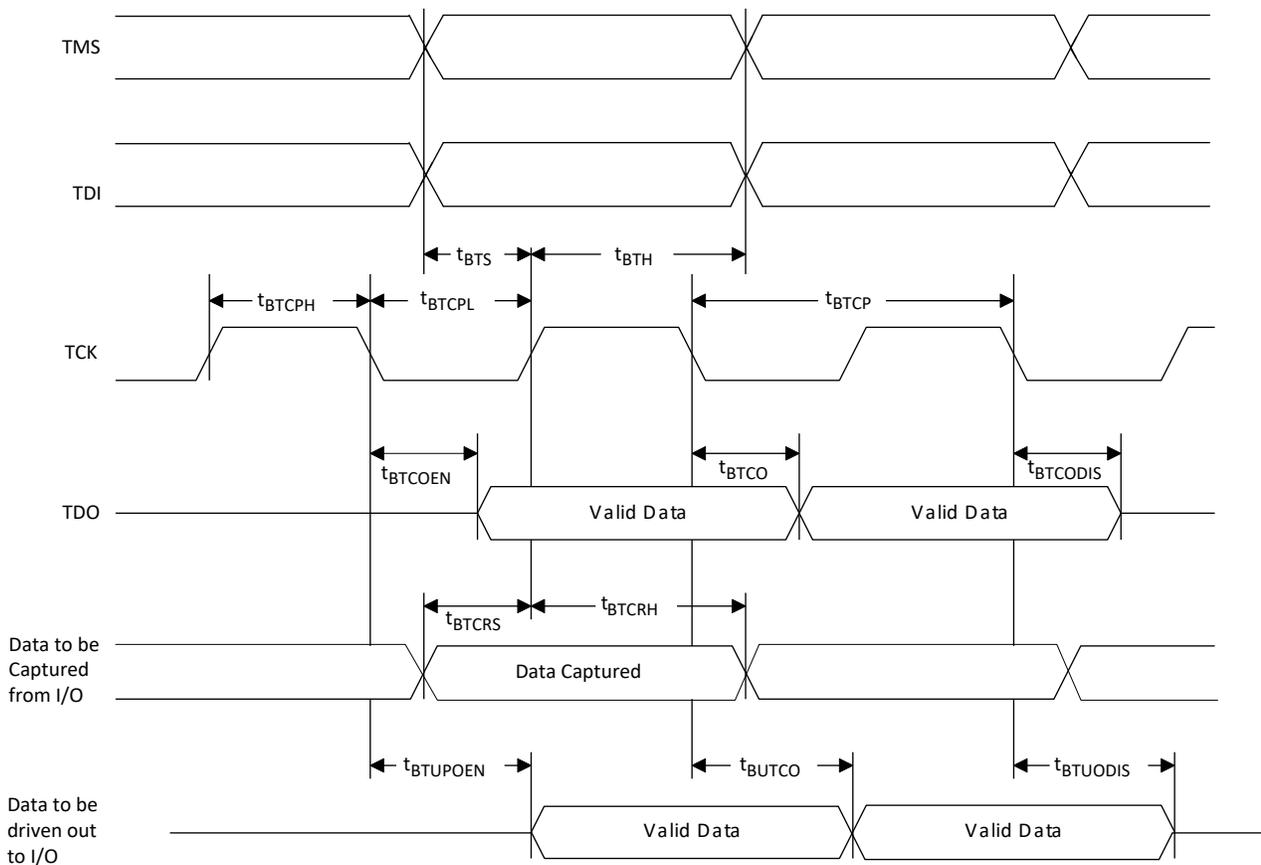 TMS
TDI
tBTS
tBTH
tBTCPH
tBTCPL
tBTCP
TCK
tBTCOEN
tBTCO
tBTCODIS
TDO
Valid Data
Valid Data
tBTCRS
tBTCRH
Data to be
Captured
from I/O
Data Captured
tBTUPOEN
tBUTCO
tBTUODIS
Data to be
driven out
to I/O
Valid Data
Valid Data